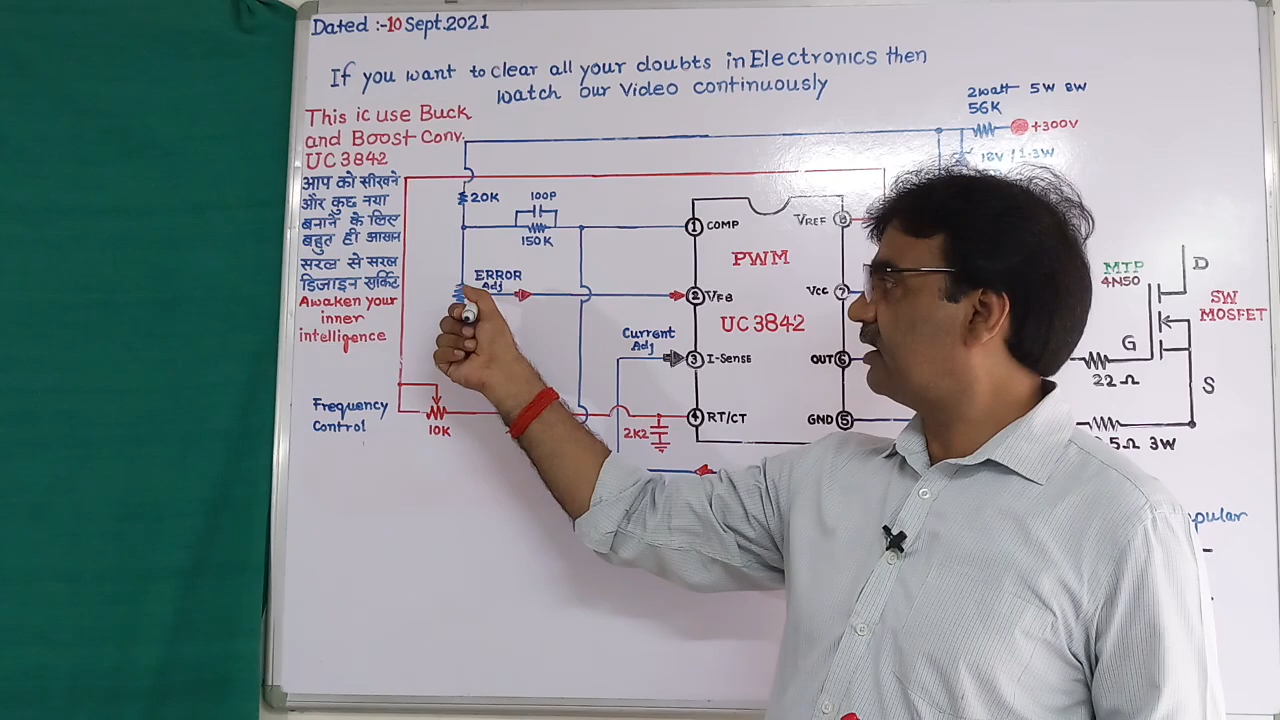 Dated :-10 Sept.2021
If you want to clear all your doubts in Electronics then
watch our Video continuously
This ic use Buck
and Boost Conv.
UC 3842
आप को सीखने
और कुछ नया
बनाने के लिए
बहुत ही आसान
सरल से सरल
डिजाइन सर्किट
Awaken your
inner
intelligence
2watt 5W 8W
56K
+300V
18V / 1.3W
20K
100P
150K
ERROR
Adj
Current
Adj
Frequency
Control
10K
2K2
1 COMP
2 VFB
3 I-SENSE
4 RT/CT
PWM
UC 3842
VREF 8
VCC 7
OUT 6
GND 5
MTP
4N50
D
G
S
SW
MOSFET
22 Ω
5Ω 3W
pular